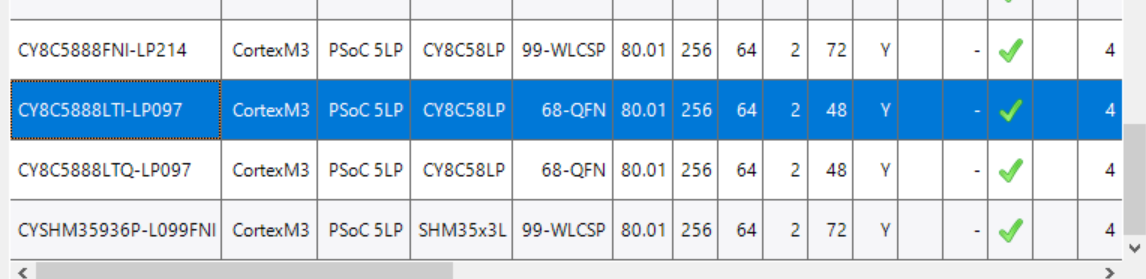 CY8C5888FNI-LP214 CortexM3 PSoC 5LP CY8C58LP 99-WLCSP 80.01 256 64 2 72 Y - 4
CY8C5888LTI-LP097 CortexM3 PSoC 5LP CY8C58LP 68-QFN 80.01 256 64 2 48 Y - 4
CY8C5888LTQ-LP097 CortexM3 PSoC 5LP CY8C58LP 68-QFN 80.01 256 64 2 48 Y - 4
CYSHM35936P-L099FNI CortexM3 PSoC 5LP SHM35x3L 99-WLCSP 80.01 256 64 2 72 Y - 4